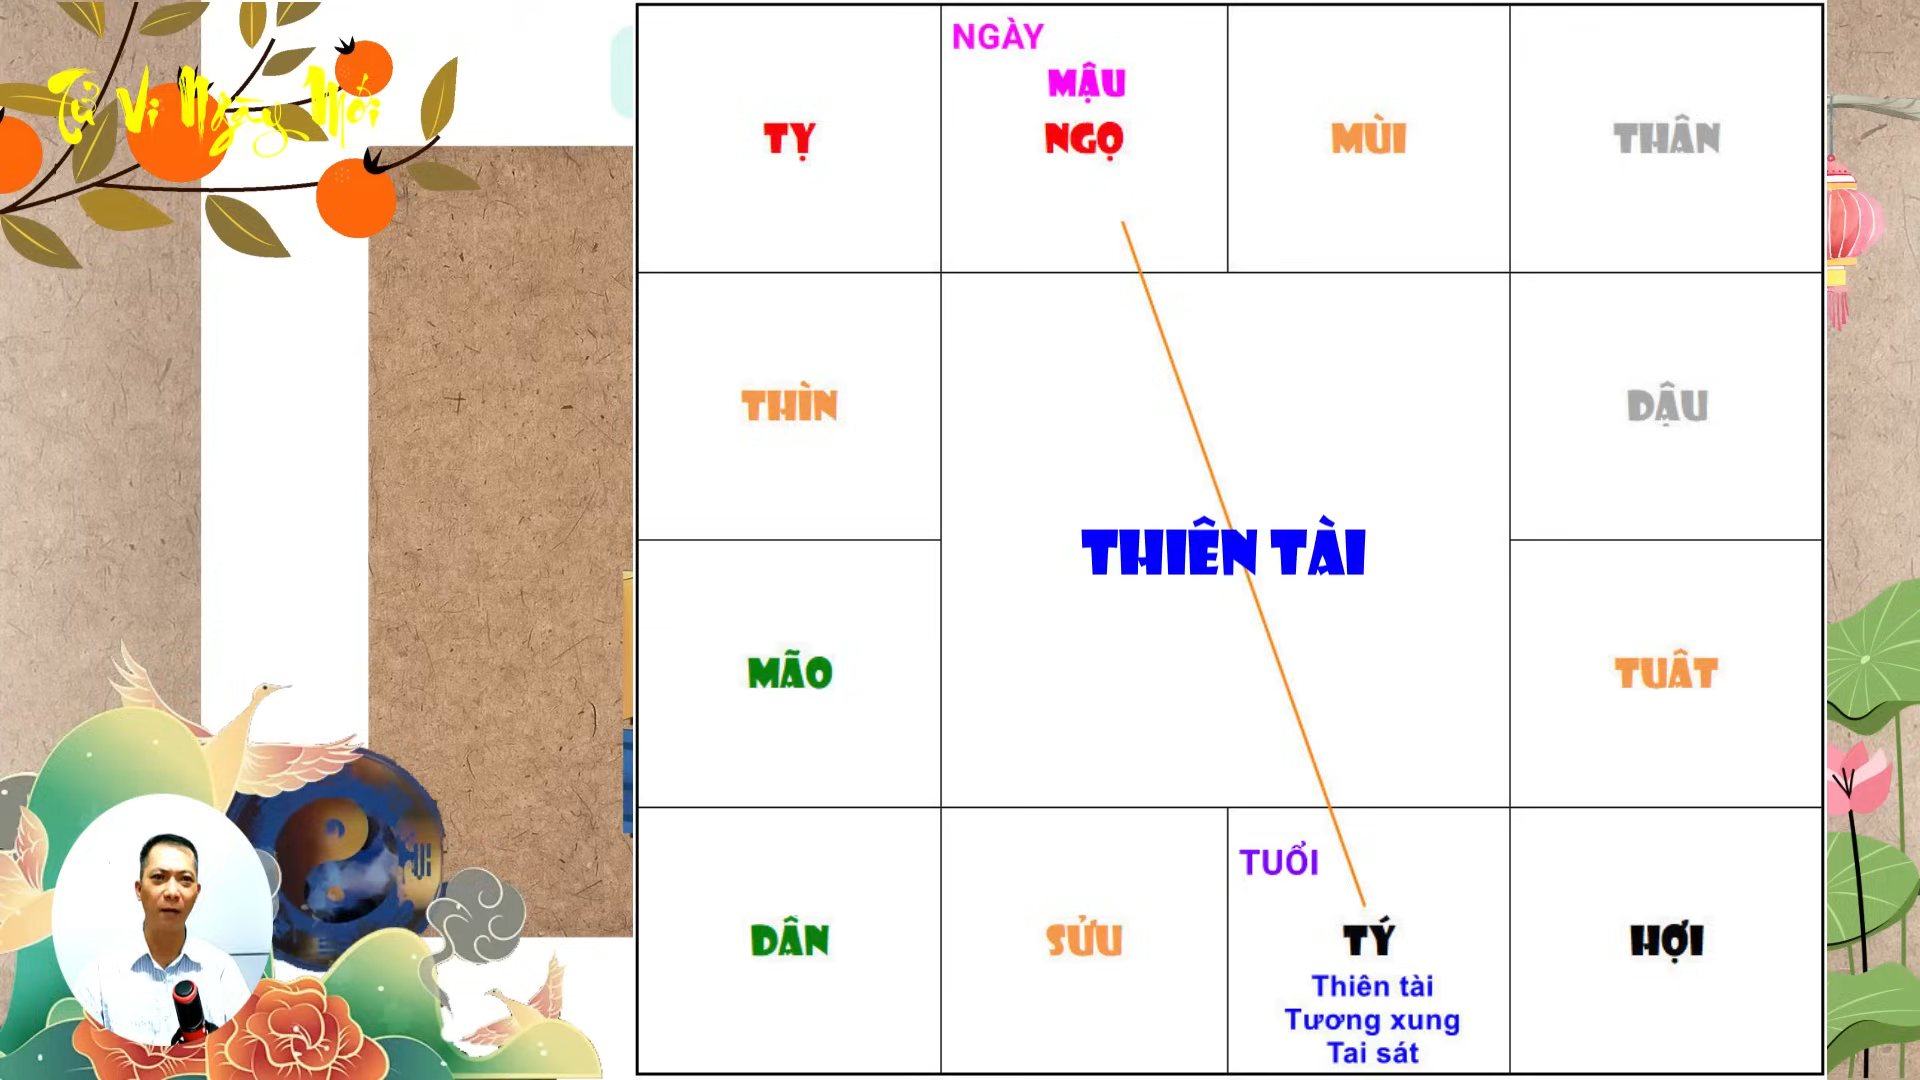 Tử Vi Ngày Mới
NGÀY
MẬU
TỴ
NGỌ
MÙI
THÂN
THÌN
DẬU
THIÊN TÀI
MÃO
TUẤT
TUỔI
DẦN
SỬU
TÝ
HỢI
Thiên tài
Tương xung
Tai sát